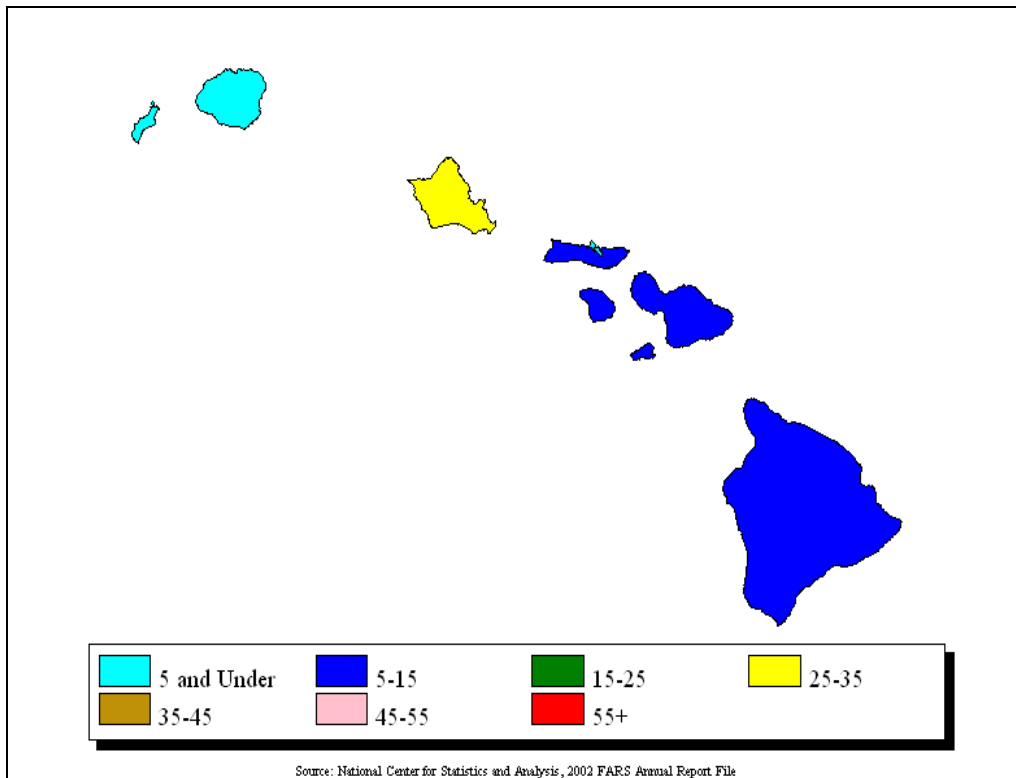 5 and Under 5-15 15-25 25-35
35-45 45-55 55+
Source: National Center for Statistics and Analysis, 2002 FARS Annual Report File